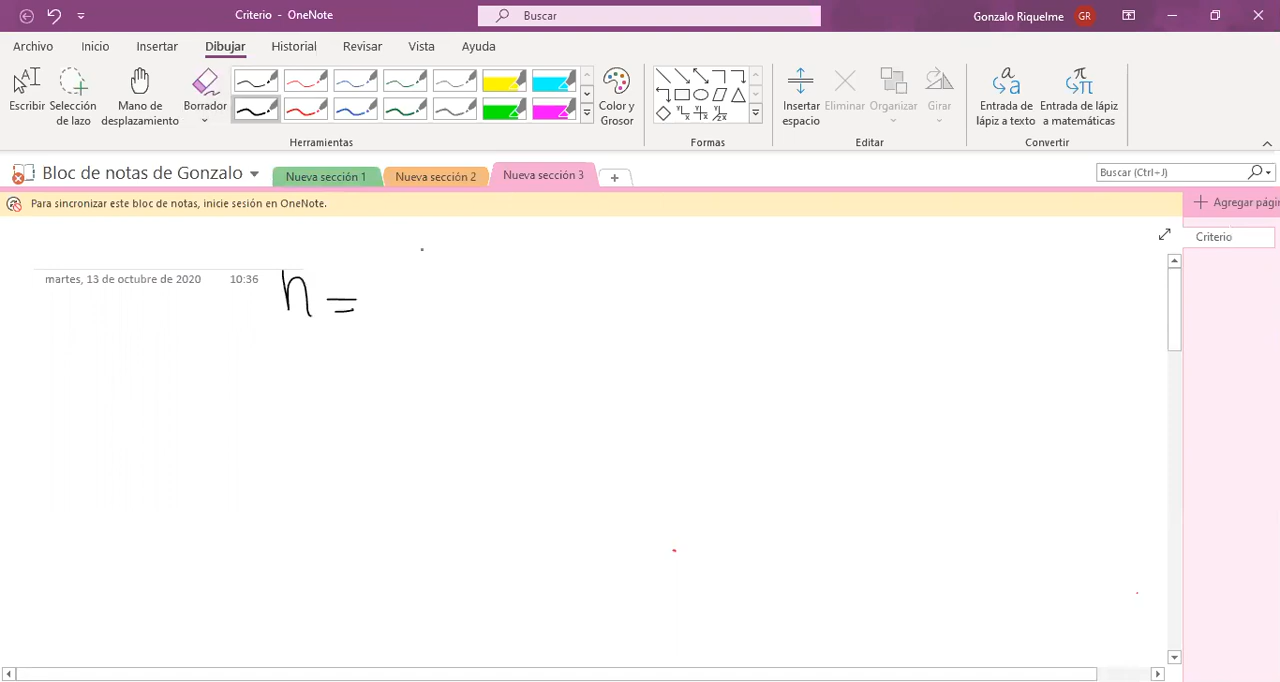 Criterio - OneNote
Buscar
Gonzalo Riquelme GR
Archivo Inicio Insertar Dibujar Historial Revisar Vista Ayuda
Escribir
Selección de lazo
Mano de desplazamiento
Borrador
Color y Grosor
Insertar espacio
Eliminar
Organizar
Girar
Entrada de lápiz a texto
Entrada de lápiz a matemáticas
Herramientas Formas Editar Convertir
Bloc de notas de Gonzalo Nueva sección 1 Nueva sección 2 Nueva sección 3 Buscar (Ctrl+J)
Para sincronizar este bloc de notas, inicie sesión en OneNote.
Agregar págin
Criterio
martes, 13 de octubre de 2020 10:36
h =